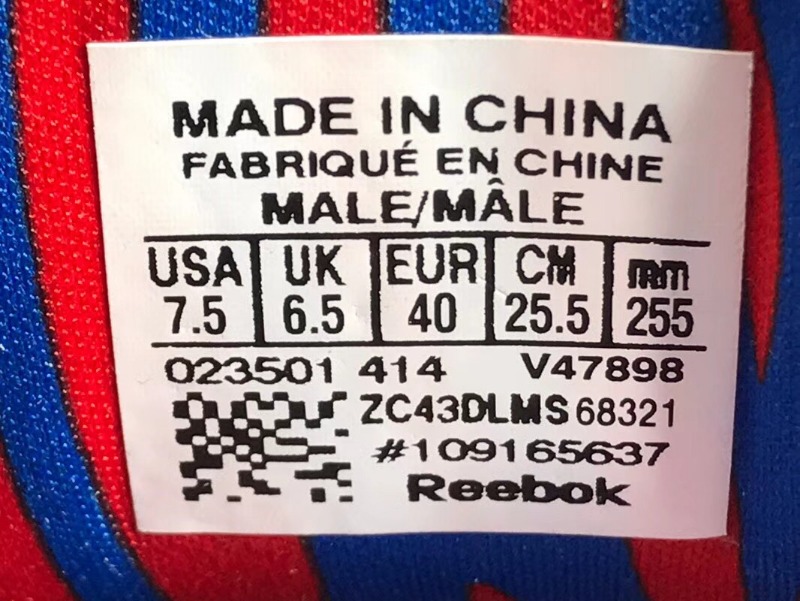 MADE IN CHINA
FABRIQUÉ EN CHINE
MALE/MÂLE
USA UK EUR CM mm
7.5 6.5 40 25.5 255
023501 414 V47898
ZC43DLMS 68321
#109165637
Reebok